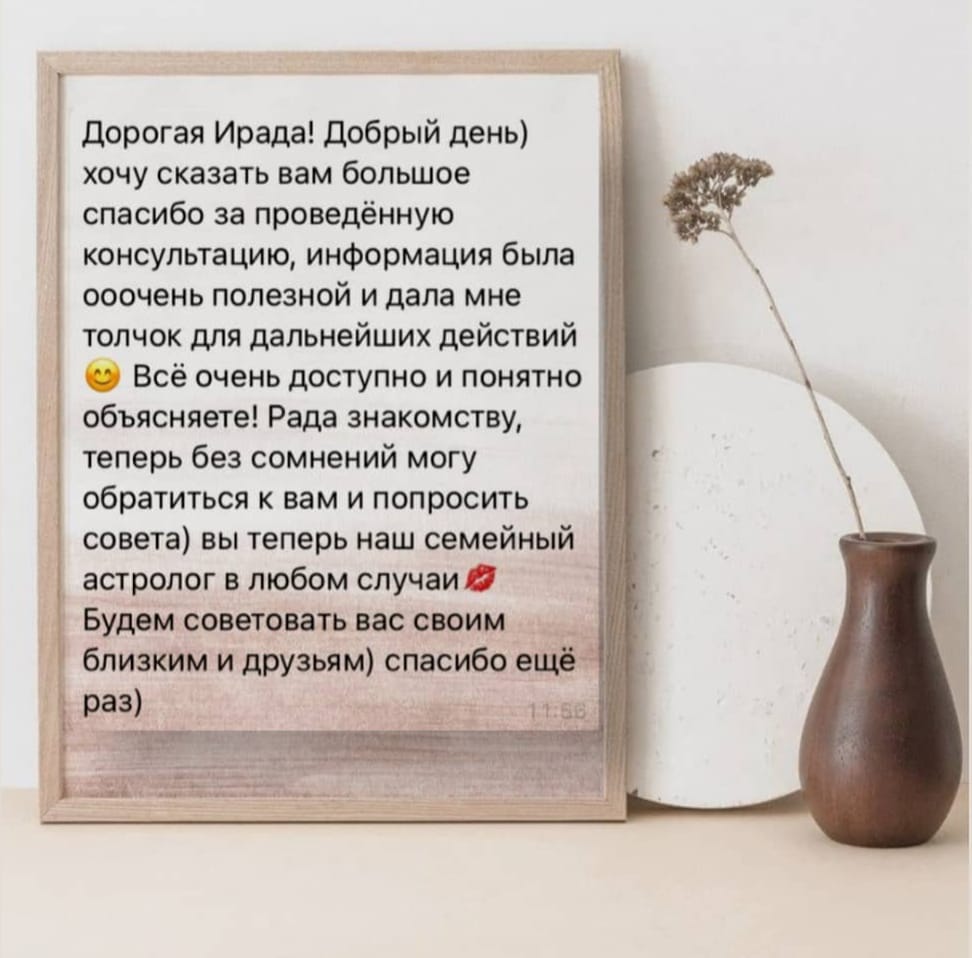 Дорогая Ирада! Добрый день)
хочу сказать вам большое
спасибо за проведённую
консультацию, информация была
ооочень полезной и дала мне
толчок для дальнейших действий
😊 Всё очень доступно и понятно
объясняете! Рада знакомству,
теперь без сомнений могу
обратиться к вам и попросить
совета) вы теперь наш семейный
астролог в любом случаи💋
Будем советовать вас своим
близким и друзьям) спасибо ещё
раз)
11:56